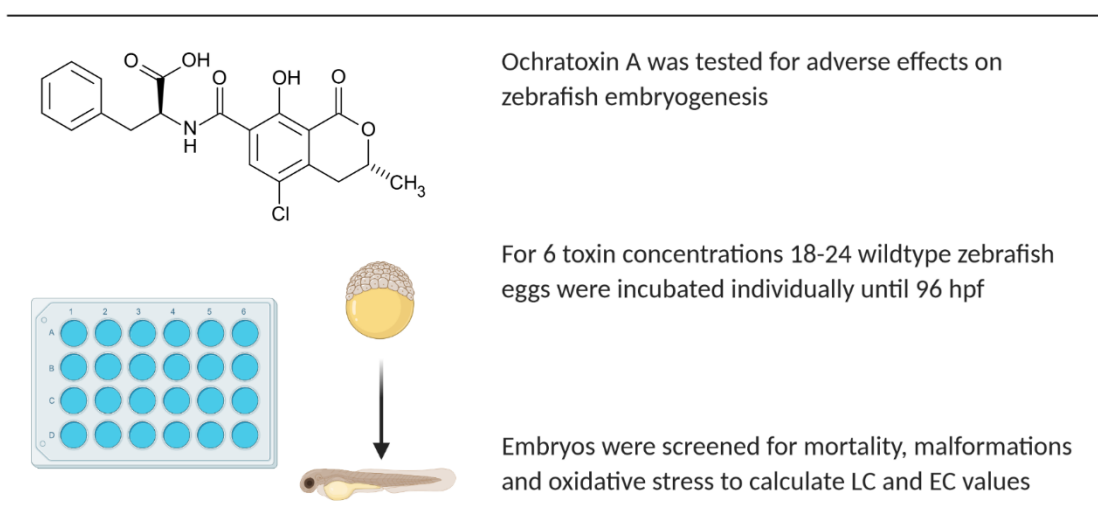 O
OH
O
OH
O
N
H
O
CH3
Cl
Ochratoxin A was tested for adverse effects on
zebrafish embryogenesis
For 6 toxin concentrations 18-24 wildtype zebrafish
eggs were incubated individually until 96 hpf
1 2 3 4 5 6
A
B
C
D
Embryos were screened for mortality, malformations
and oxidative stress to calculate LC and EC values